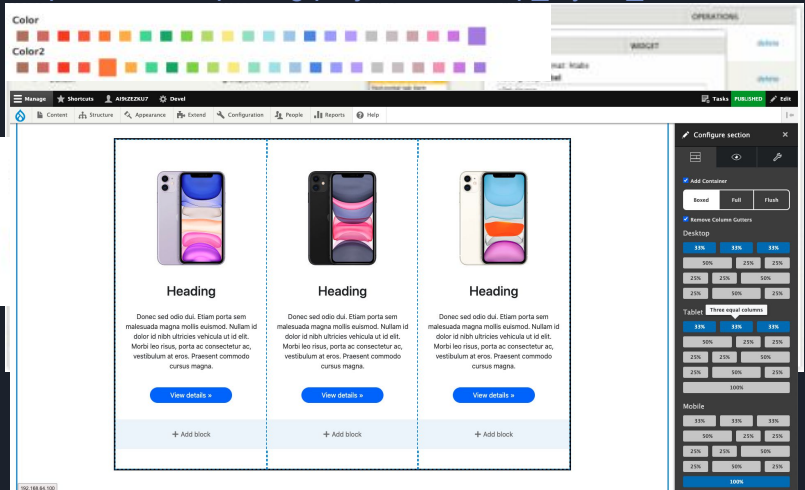 Color
OPERATIONS
WIDGET
delete
Color2
delete
Manage Shortcuts Devel Tasks PUBLISHED Edit
Content Structure Appearance Extend Configuration People Reports Help
Configure section
Add Container
Boxed Full Flush
Remove Column Gutters
Desktop
33% 33% 33%
50% 25% 25%
25% 25% 50%
25% 50% 25%
Tablet Three equal columns
33% 33% 33%
50% 25% 25%
25% 25% 50%
25% 50% 25%
100%
Mobile
33% 33% 33%
50% 25% 25%
25% 25% 50%
25% 50% 25%
100%
Heading Heading Heading
Donec sed odio dui. Etiam porta sem
malesuada magna mollis euismod. Nullam id
dolor id nibh ultricies vehicula ut id elit.
Morbi leo risus, porta ac consectetur ac,
vestibulum at eros. Praesent commodo
cursus magna.
View details »
+ Add block
Donec sed odio dui. Etiam porta sem
malesuada magna mollis euismod. Nullam id
dolor id nibh ultricies vehicula ut id elit.
Morbi leo risus, porta ac consectetur ac,
vestibulum at eros. Praesent commodo
cursus magna.
View details »
+ Add block
Donec sed odio dui. Etiam porta sem
malesuada magna mollis euismod. Nullam id
dolor id nibh ultricies vehicula ut id elit.
Morbi leo risus, porta ac consectetur ac,
vestibulum at eros. Praesent commodo
cursus magna.
View details »
+ Add block
192.168.64.100